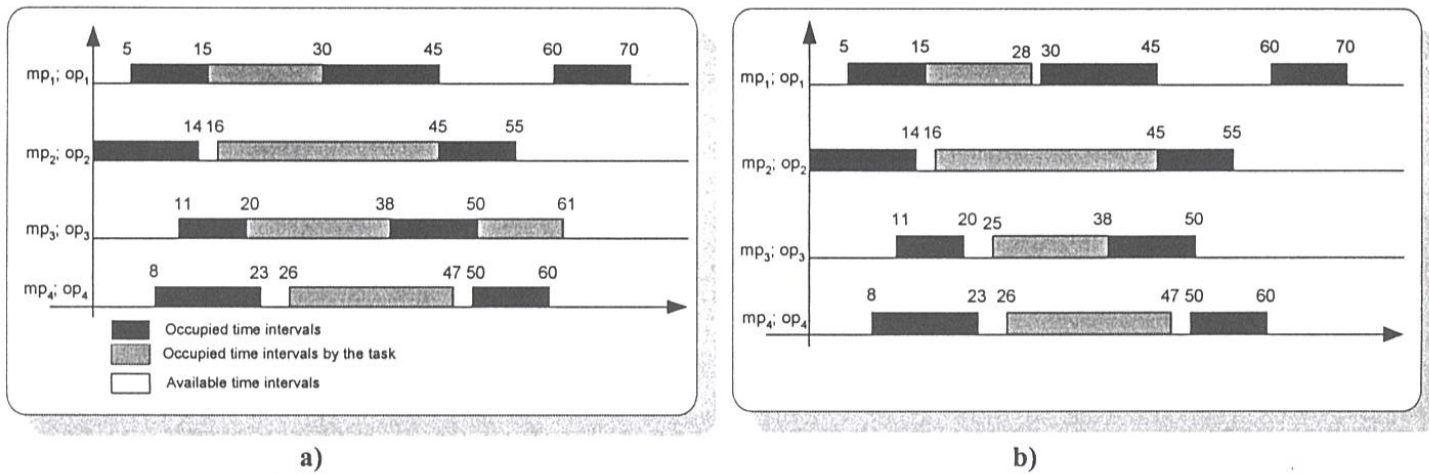 5 15 30 45 60 70
mp1; op1
14 16 45 55
mp2; op2
11 20 38 50 61
mp3; op3
8 23 26 47 50 60
mp4; op4
Occupied time intervals
Occupied time intervals by the task
Available time intervals
a)
5 15 28 30 45 60 70
mp1; op1
14 16 45 55
mp2; op2
11 20 25 38 50
mp3; op3
8 23 26 47 50 60
mp4; op4
b)